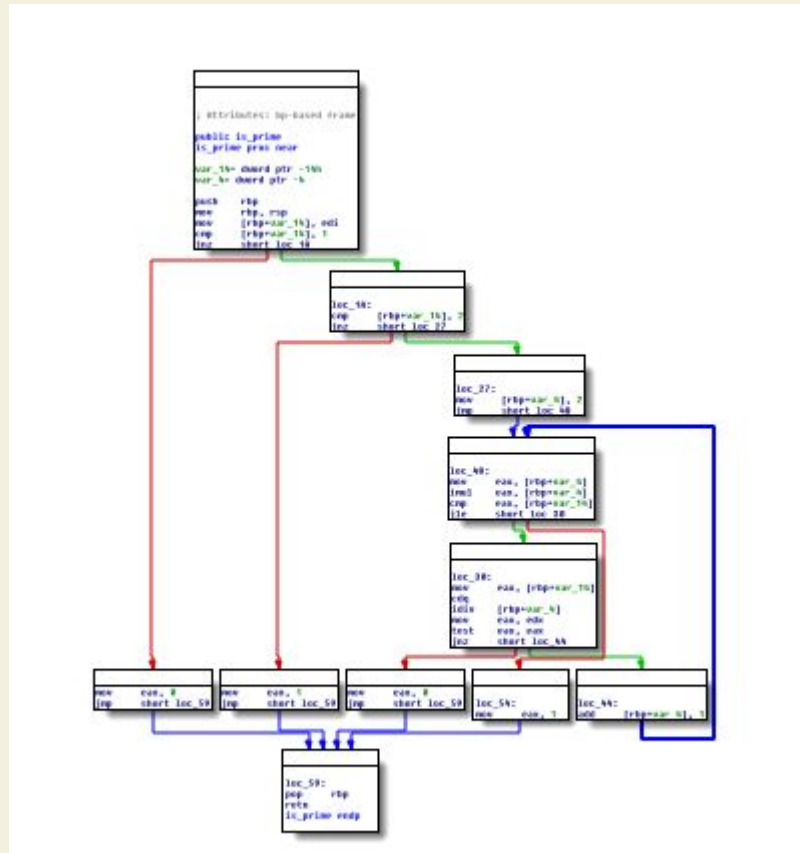 ; Attributes: bp-based frame
public is_prime
is_prime proc near
var_14= dword ptr -14h
var_4= dword ptr -4
push rbp
mov rbp, rsp
mov [rbp+var_14], edi
cmp [rbp+var_14], 1
jnz short loc_18
loc_18:
cmp [rbp+var_14], 2
jnz short loc_27
loc_27:
mov [rbp+var_4], 2
jmp short loc_48
loc_48:
mov eax, [rbp+var_4]
imul eax, [rbp+var_4]
cmp eax, [rbp+var_14]
jle short loc_30
loc_30:
mov eax, [rbp+var_14]
cdq
idiv [rbp+var_4]
mov eax, edx
test eax, eax
jnz short loc_44
mov eax, 0
jmp short loc_59
mov eax, 1
jmp short loc_59
mov eax, 0
jmp short loc_59
loc_54:
mov eax, 1
loc_44:
add [rbp+var_4], 1
loc_59:
pop rbp
retn
is_prime endp